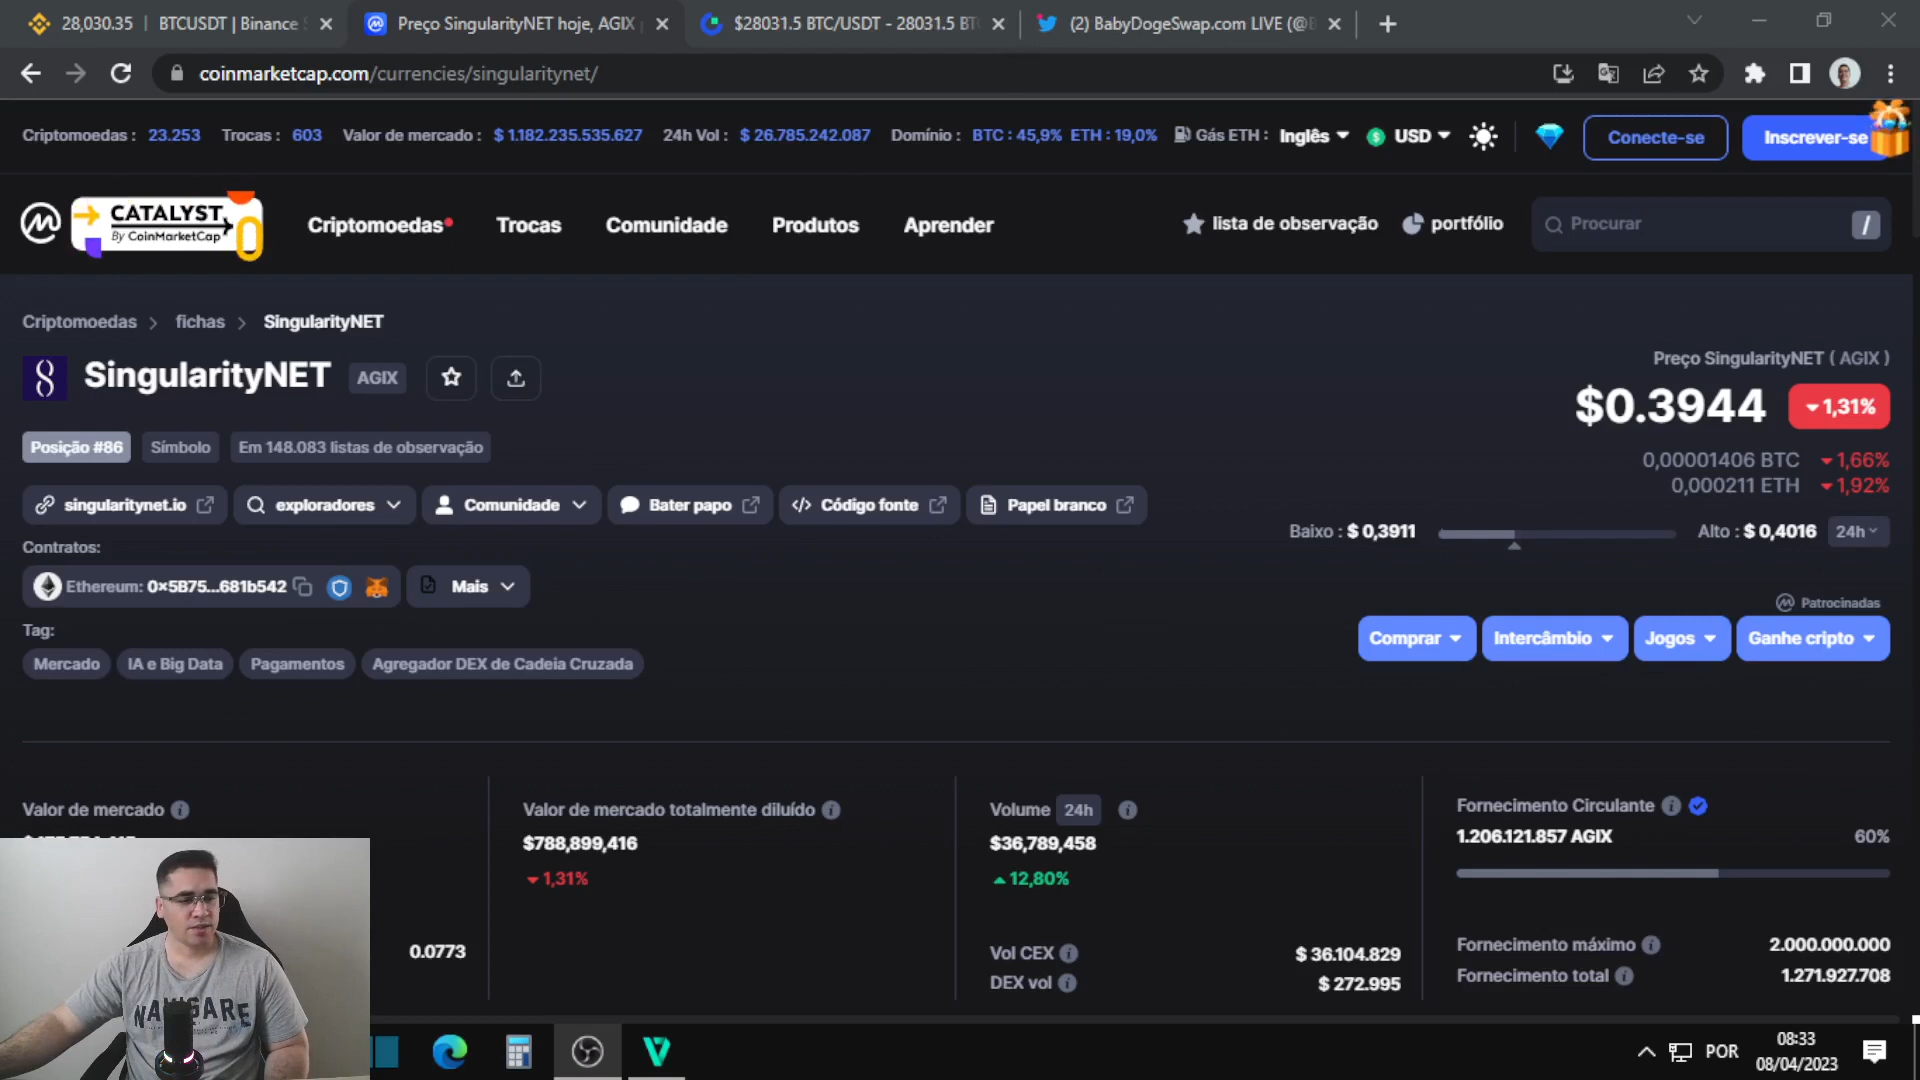 28,030.35 | BTCUSDT | Binance
Preço SingularityNET hoje, AGIX
$28031.5 BTC/USDT - 28031.5 BT
(2) BabyDogeSwap.com LIVE (@B
coinmarketcap.com/currencies/singularitynet/
Criptomoedas : 23.253 Trocas : 603 Valor de mercado : $ 1.182.235.535.627 24h Vol : $ 26.785.242.087 Domínio : BTC : 45,9% ETH : 19,0% Gás ETH : Inglês USD Conecte-se Inscrever-se
CATALYST
By CoinMarketCap
Criptomoedas Trocas Comunidade Produtos Aprender lista de observação portfólio Procurar /
Criptomoedas > fichas > SingularityNET
SingularityNET AGIX
Preço SingularityNET ( AGIX )
$0.3944 1,31%
Posição #86 Símbolo Em 148.083 listas de observação
0,00001406 BTC 1,66%
0,000211 ETH 1,92%
singularitynet.io exploradores Comunidade Bater papo Código fonte Papel branco
Baixo : $ 0,3911 Alto : $ 0,4016 24h
Contratos:
Ethereum: 0x5B75...681b542 Mais
Patrocinadas
Tag:
Comprar Intercâmbio Jogos Ganhe cripto
Mercado IA e Big Data Pagamentos Agregador DEX de Cadeia Cruzada
Valor de mercado
Valor de mercado totalmente diluído
$788,899,416
1,31%
Volume 24h
$36,789,458
12,80%
Fornecimento Circulante
1.206.121.857 AGIX 60%
0.0773
Vol CEX $ 36.104.829
DEX vol $ 272.995
Fornecimento máximo 2.000.000.000
Fornecimento total 1.271.927.708
NAVIGARE
POR
08:33
08/04/2023